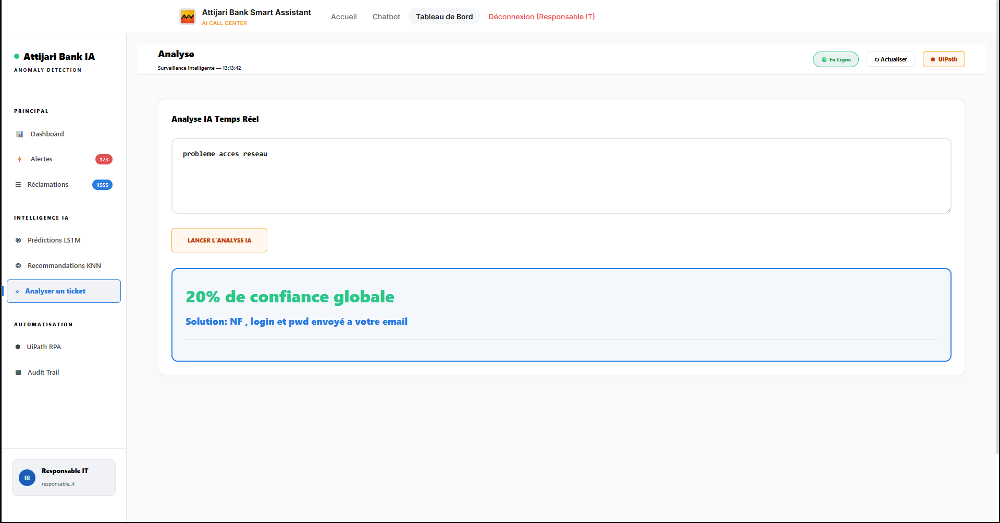 Attijari Bank Smart Assistant
AI CALL CENTER
Accueil
Chatbot
Tableau de Bord
Déconnexion (Responsable IT)
Attijari Bank IA
ANOMALY DETECTION
PRINCIPAL
Dashboard
Alertes 173
Réclamations 1555
INTELLIGENCE IA
Prédictions LSTM
Recommandations KNN
Analyser un ticket
AUTOMATISATION
UiPath RPA
Audit Trail
RI
Responsable IT
responsable_it
Analyse
Surveillance Intelligente — 13:13:42
En Ligne
↻ Actualiser
UiPath
Analyse IA Temps Réel
probleme acces reseau
LANCER L'ANALYSE IA
20% de confiance globale
Solution: NF , login et pwd envoyé a votre email